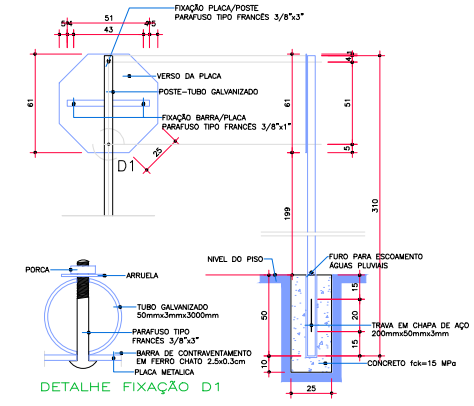 FIXAÇÃO PLACA/POSTE
PARAFUSO TIPO FRANCÊS 3/8"x3"
51
5 4
43
5
VERSO DA PLACA
POSTE-TUBO GALVANIZADO
61
FIXAÇÃO BARRA/PLACA
PARAFUSO TIPO FRANCÊS 3/8"x1"
25
D1
4 1
61
51
5
310
199
NIVEL DO PISO
FURO PARA ESCOAMENTO
ÁGUAS PLUVIAIS
PORCA
ARRUELA
TUBO GALVANIZADO
50mmx3mmx3000mm
PARAFUSO TIPO
FRANCÊS 3/8"x3"
BARRA DE CONTRAVENTAMENTO
EM FERRO CHATO 2.5x0.3cm
PLACA METALICA
DETALHE FIXAÇÃO D1
50
10
15
20
15
TRAVA EM CHAPA DE AÇO
200mmx50mmx3mm
CONCRETO fck=15 MPa
25